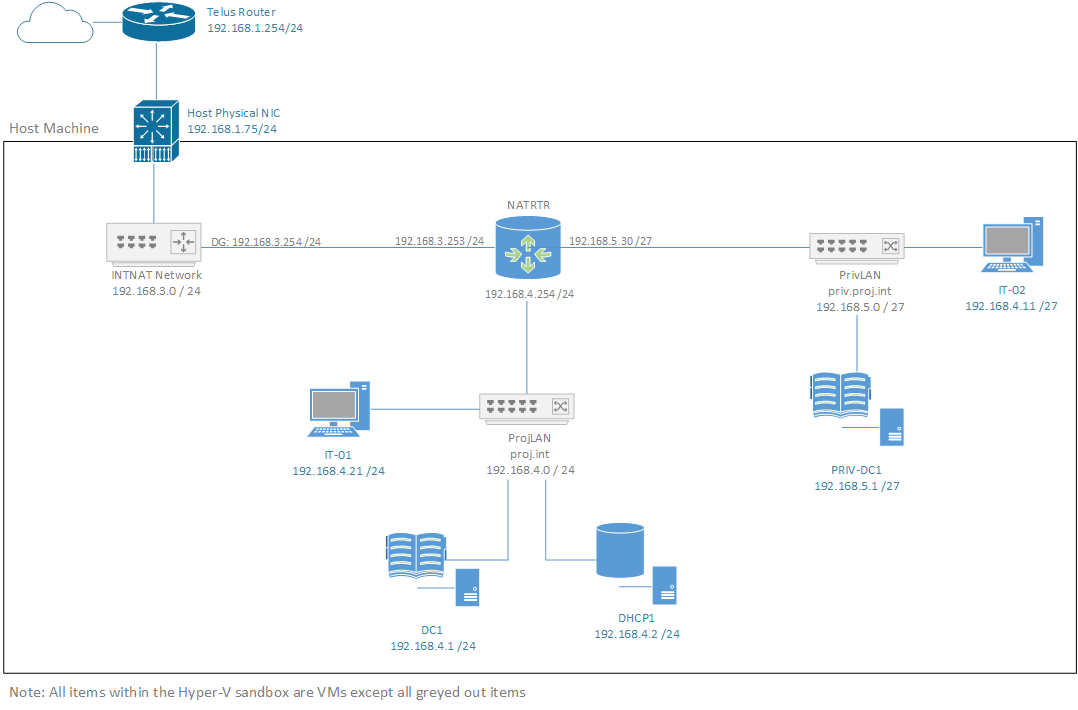 Telus Router
192.168.1.254/24
Host Physical NIC
192.168.1.75/24
Host Machine
NATRTR
DG: 192.168.3.254 /24
192.168.3.253 /24
192.168.5.30 /27
192.168.4.254 /24
INTNAT Network
192.168.3.0 / 24
PrivLAN
priv.proj.int
192.168.5.0 / 27
IT-02
192.168.4.11 /27
ProjLAN
proj.int
192.168.4.0 / 24
IT-01
192.168.4.21 /24
PRIV-DC1
192.168.5.1 /27
DC1
192.168.4.1 /24
DHCP1
192.168.4.2 /24
Note: All items within the Hyper-V sandbox are VMs except all greyed out items